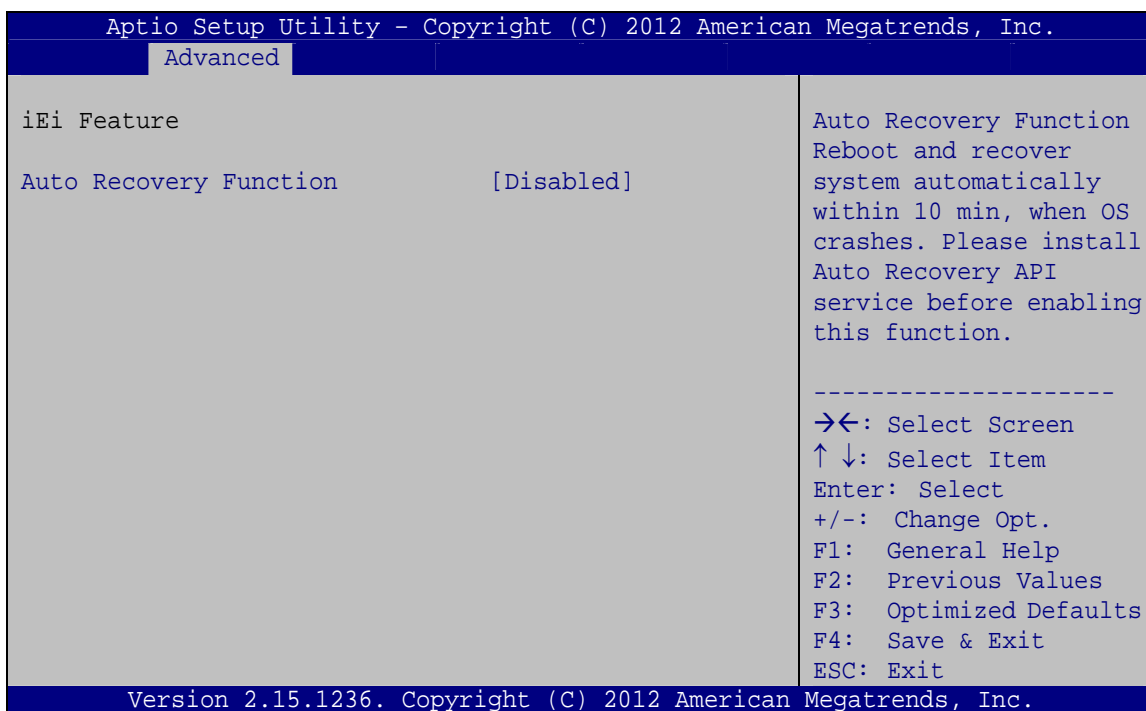 Aptio Setup Utility – Copyright (C) 2012 American Megatrends, Inc.
Advanced
iEi Feature
Auto Recovery Function [Disabled]
Auto Recovery Function
Reboot and recover
system automatically
within 10 min, when OS
crashes. Please install
Auto Recovery API
service before enabling
this function.
---------------------
→←: Select Screen
↑ ↓: Select Item
Enter: Select
+/-: Change Opt.
F1: General Help
F2: Previous Values
F3: Optimized Defaults
F4: Save & Exit
ESC: Exit
Version 2.15.1236. Copyright (C) 2012 American Megatrends, Inc.